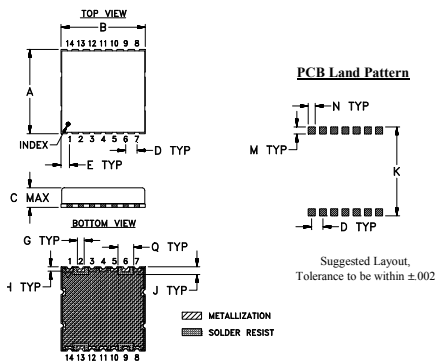 TOP VIEW
B
14 13 12 11 10 9 8
A
INDEX
1 2 3 4 5 6 7
D TYP
E TYP
C MAX
BOTTOM VIEW
G TYP
1 2 3 4 5 6 7
Q TYP
H TYP
J TYP
METALLIZATION
SOLDER RESIST
14 13 12 11 10 9 8
PCB Land Pattern
N TYP
M TYP
K
D TYP
Suggested Layout,
Tolerance to be within ±.002